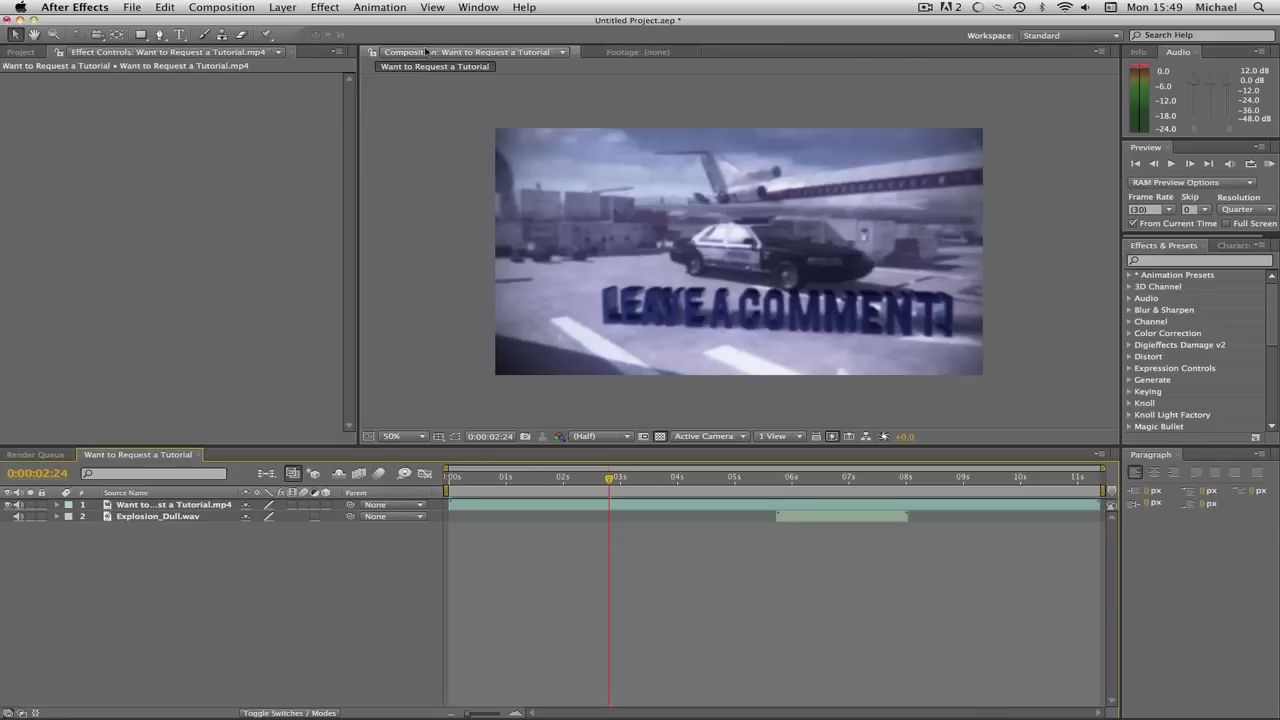 After Effects File Edit Composition Layer Effect Animation View Window Help 2 Mon 15:49 Michael
Untitled Project.aep *
Workspace: Standard Search Help
Project Effect Controls: Want to Request a Tutorial.mp4 Composition: Want to Request a Tutorial Footage: (none) Info Audio
Want to Request a Tutorial • Want to Request a Tutorial.mp4 Want to Request a Tutorial
0.0 12.0 dB
0.0 dB
-6.0 -12.0
-12.0 -24.0
-18.0 -36.0
-24.0 -48.0 dB
Preview
RAM Preview Options
Frame Rate Skip Resolution
(30) 0 Quarter
From Current Time Full Screen
Effects & Presets Charact
* Animation Presets
3D Channel
Audio
Blur & Sharpen
Channel
Color Correction
Digieffects Damage v2
Distort
Expression Controls
Generate
Keying
Knoll
Knoll Light Factory
Magic Bullet
LEAVE A COMMENT!
50% 0:00:02:24 (Half) Active Camera 1 View +0.0
Render Queue Want to Request a Tutorial
0:00:02:24
:00s 01s 02s 03s 04s 05s 06s 07s 08s 09s 10s 11s
# Source Name Parent
1 Want to...st a Tutorial.mp4 None
2 Explosion_Dull.wav None
Paragraph
0 px 0 px 0 px
0 px 0 px
Toggle Switches / Modes